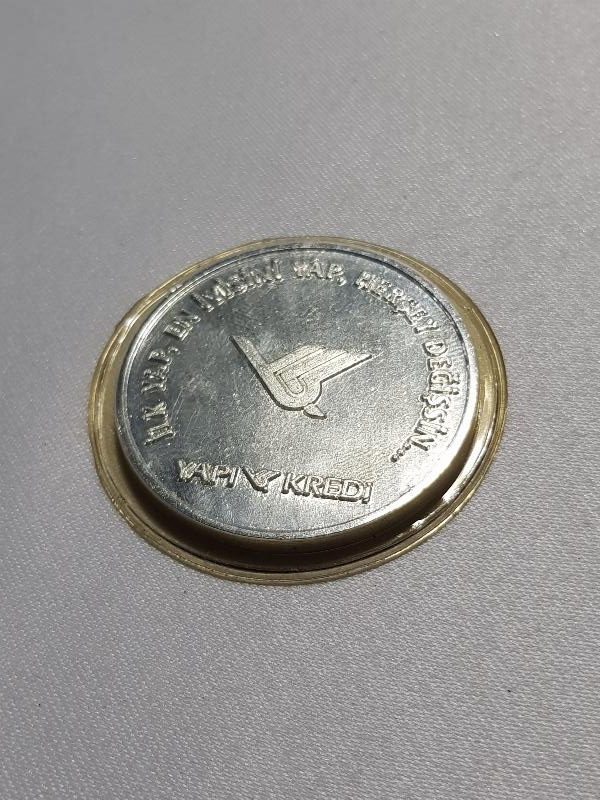 İLK YAP, EN İYİSİNİ YAP, HERŞEY DEĞİŞSİN...
YAPI KREDİ